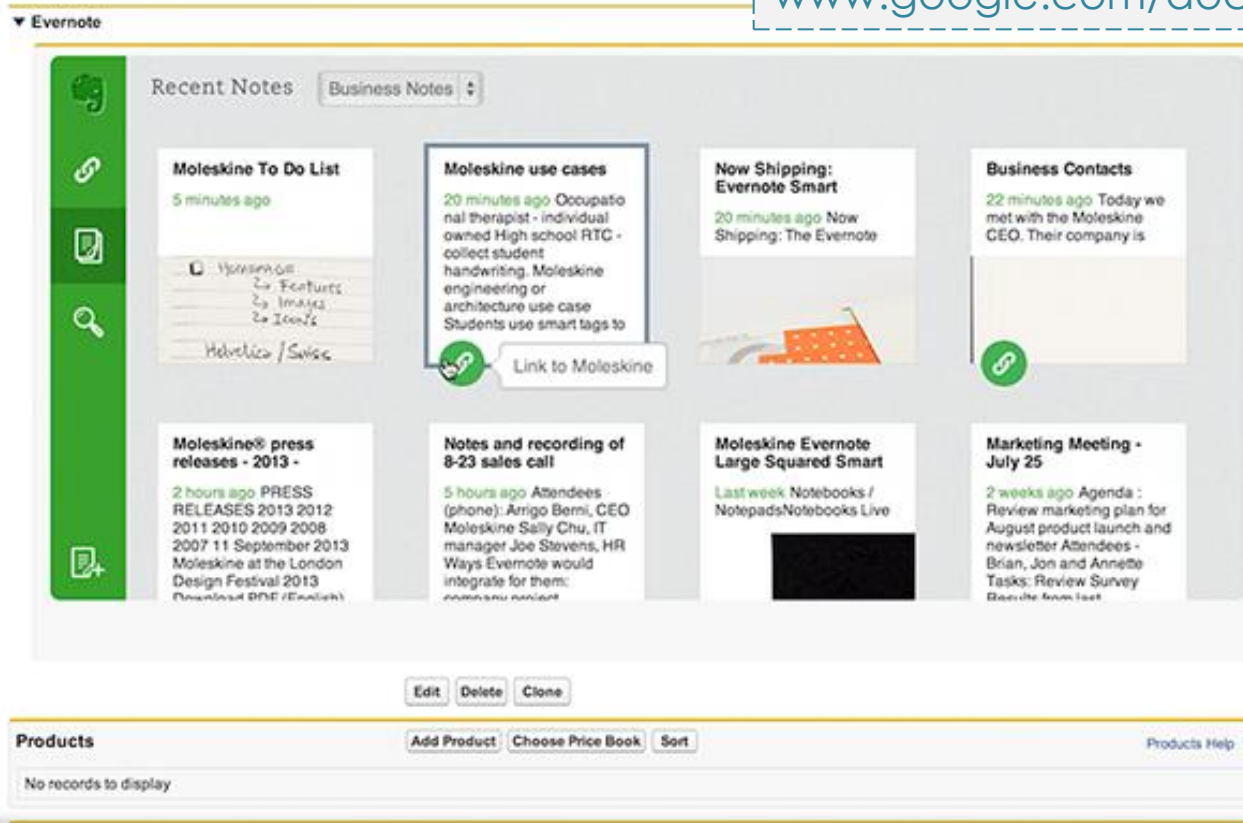 www.google.com/doc
Evernote
Recent Notes
Business Notes
Moleskine To Do List
5 minutes ago
Homepage
Features
Images
Icons
Helvetica / Swiss
Moleskine use cases
20 minutes ago Occupatio
nal therapist - individual
owned High school RTC -
collect student
handwriting. Moleskine
engineering or
architecture use case
Students use smart tags to
Link to Moleskine
Now Shipping:
Evernote Smart
20 minutes ago Now
Shipping: The Evernote
Business Contacts
22 minutes ago Today we
met with the Moleskine
CEO. Their company is
Moleskine® press
releases - 2013 -
2 hours ago PRESS
RELEASES 2013 2012
2011 2010 2009 2008
2007 11 September 2013
Moleskine at the London
Design Festival 2013
Download PDF (English)
Notes and recording of
8-23 sales call
5 hours ago Attendees
(phone): Arrigo Berni, CEO
Moleskine Sally Chu, IT
manager Joe Stevens, HR
Ways Evernote would
integrate for them:
company project
Moleskine Evernote
Large Squared Smart
Last week Notebooks /
NotepadsNotebooks Live
Marketing Meeting -
July 25
2 weeks ago Agenda :
Review marketing plan for
August product launch and
newsletter Attendees -
Brian, Jon and Annette
Tasks: Review Survey
Results from last
Edit Delete Clone
Products
Add Product Choose Price Book Sort
Products Help
No records to display